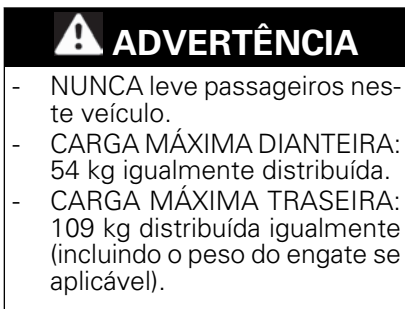 ADVERTÊNCIA
- NUNCA leve passageiros nes-
te veículo.
- CARGA MÁXIMA DIANTEIRA:
54 kg igualmente distribuída.
- CARGA MÁXIMA TRASEIRA:
109 kg distribuída igualmente
(incluindo o peso do engate se
aplicável).